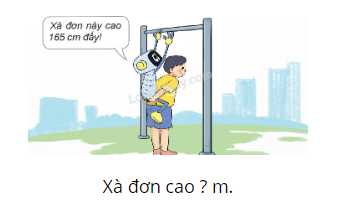 Xà đơn này cao
165 cm đấy!
Xà đơn cao ? m.